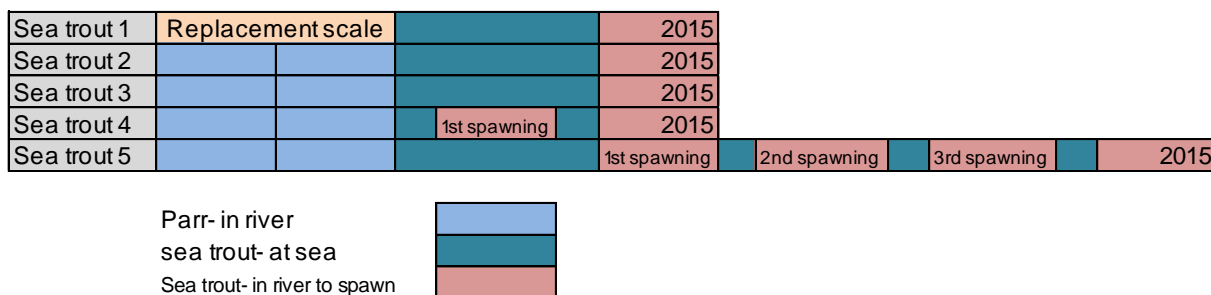 Sea trout 1 Replacement scale 2015
Sea trout 2 2015
Sea trout 3 2015
Sea trout 4 1st spawning 2015
Sea trout 5 1st spawning 2nd spawning 3rd spawning 2015
Parr- in river
sea trout- at sea
Sea trout- in river to spawn